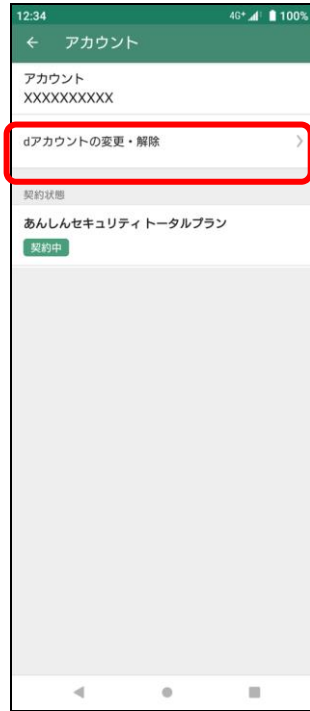 12:34 4G+ 100%
← アカウント
アカウント
XXXXXXXXXX
dアカウントの変更・解除
契約状態
あんしんセキュリティ トータルプラン
契約中